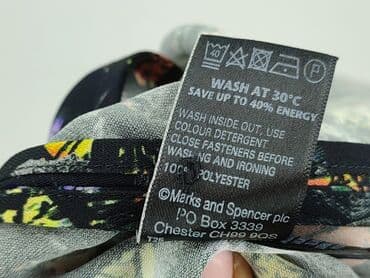 40 P
WASH AT 30°C
SAVE UP TO 40% ENERGY
WASH INSIDE OUT, USE
COLOUR DETERGENT.
CLOSE FASTENERS BEFORE
WASHING AND IRONING
100% POLYESTER
©Marks and Spencer plc
PO Box 3339
Chester CH99 9QS